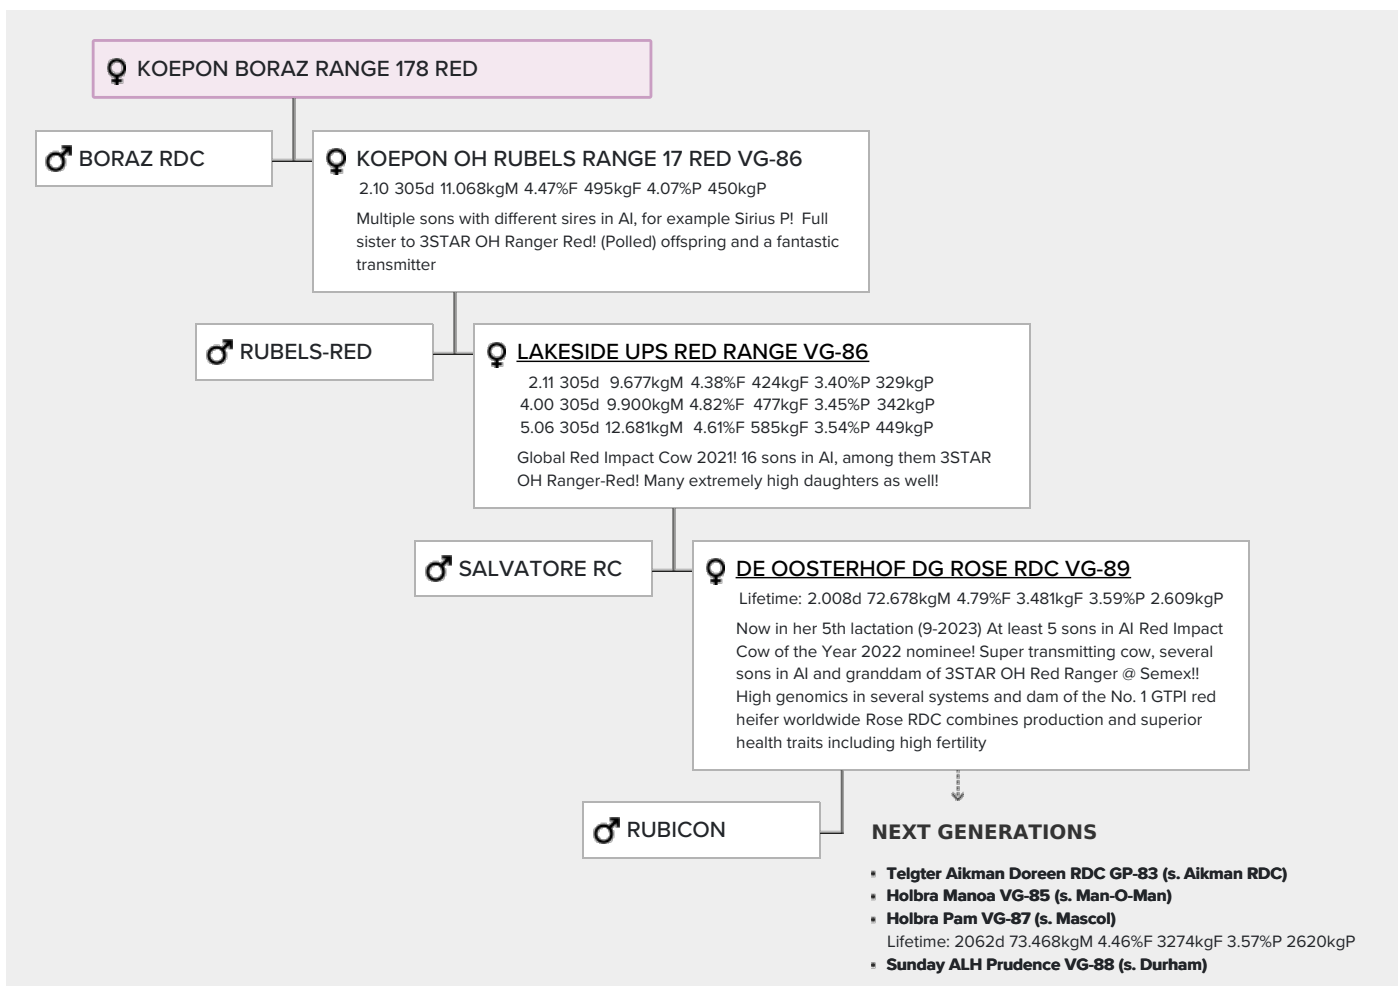 KOEPON BORAZ RANGE 178 RED
BORAZ RDC
KOEPON OH RUBELS RANGE 17 RED VG-86
2.10 305d 11.068kgM 4.47%F 495kgF 4.07%P 450kgP
Multiple sons with different sires in AI, for example Sirius P! Full
sister to 3STAR OH Ranger Red! (Polled) offspring and a fantastic
transmitter
RUBELS-RED
LAKESIDE UPS RED RANGE VG-86
2.11 305d 9.677kgM 4.38%F 424kgF 3.40%P 329kgP
4.00 305d 9.900kgM 4.82%F 477kgF 3.45%P 342kgP
5.06 305d 12.681kgM 4.61%F 585kgF 3.54%P 449kgP
Global Red Impact Cow 2021! 16 sons in AI, among them 3STAR
OH Ranger-Red! Many extremely high daughters as well!
SALVATORE RC
DE OOSTERHOF DG ROSE RDC VG-89
Lifetime: 2.008d 72.678kgM 4.79%F 3.481kgF 3.59%P 2.609kgP
Now in her 5th lactation (9-2023) At least 5 sons in AI Red Impact
Cow of the Year 2022 nominee! Super transmitting cow, several
sons in AI and granddam of 3STAR OH Red Ranger @ Semex!!
High genomics in several systems and dam of the No. 1 GTPI red
heifer worldwide Rose RDC combines production and superior
health traits including high fertility
RUBICON
NEXT GENERATIONS
Telgter Aikman Doreen RDC GP-83 (s. Aikman RDC)
Holbra Manoa VG-85 (s. Man-O-Man)
Holbra Pam VG-87 (s. Mascol)
Lifetime: 2062d 73.468kgM 4.46%F 3274kgF 3.57%P 2620kgP
Sunday ALH Prudence VG-88 (s. Durham)